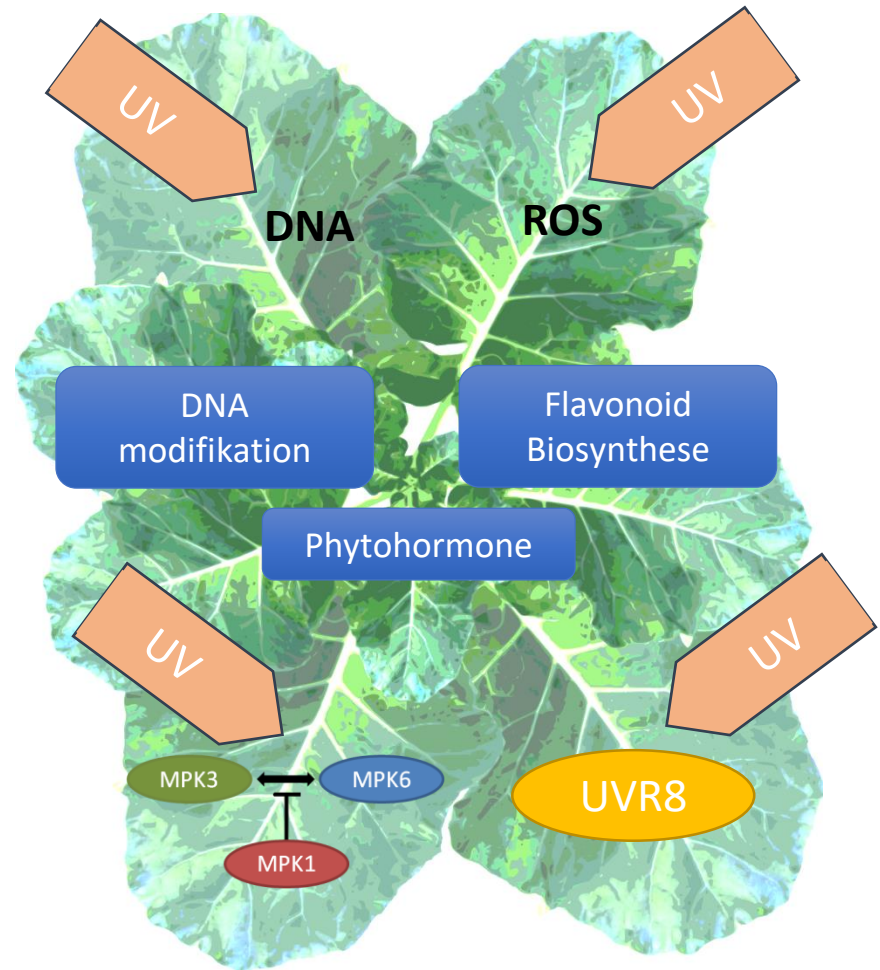 UV
UV
DNA
ROS
DNA
modifikation
Flavonoid
Biosynthese
Phytohormone
UV
UV
MPK3
MPK6
UVR8
MPK1